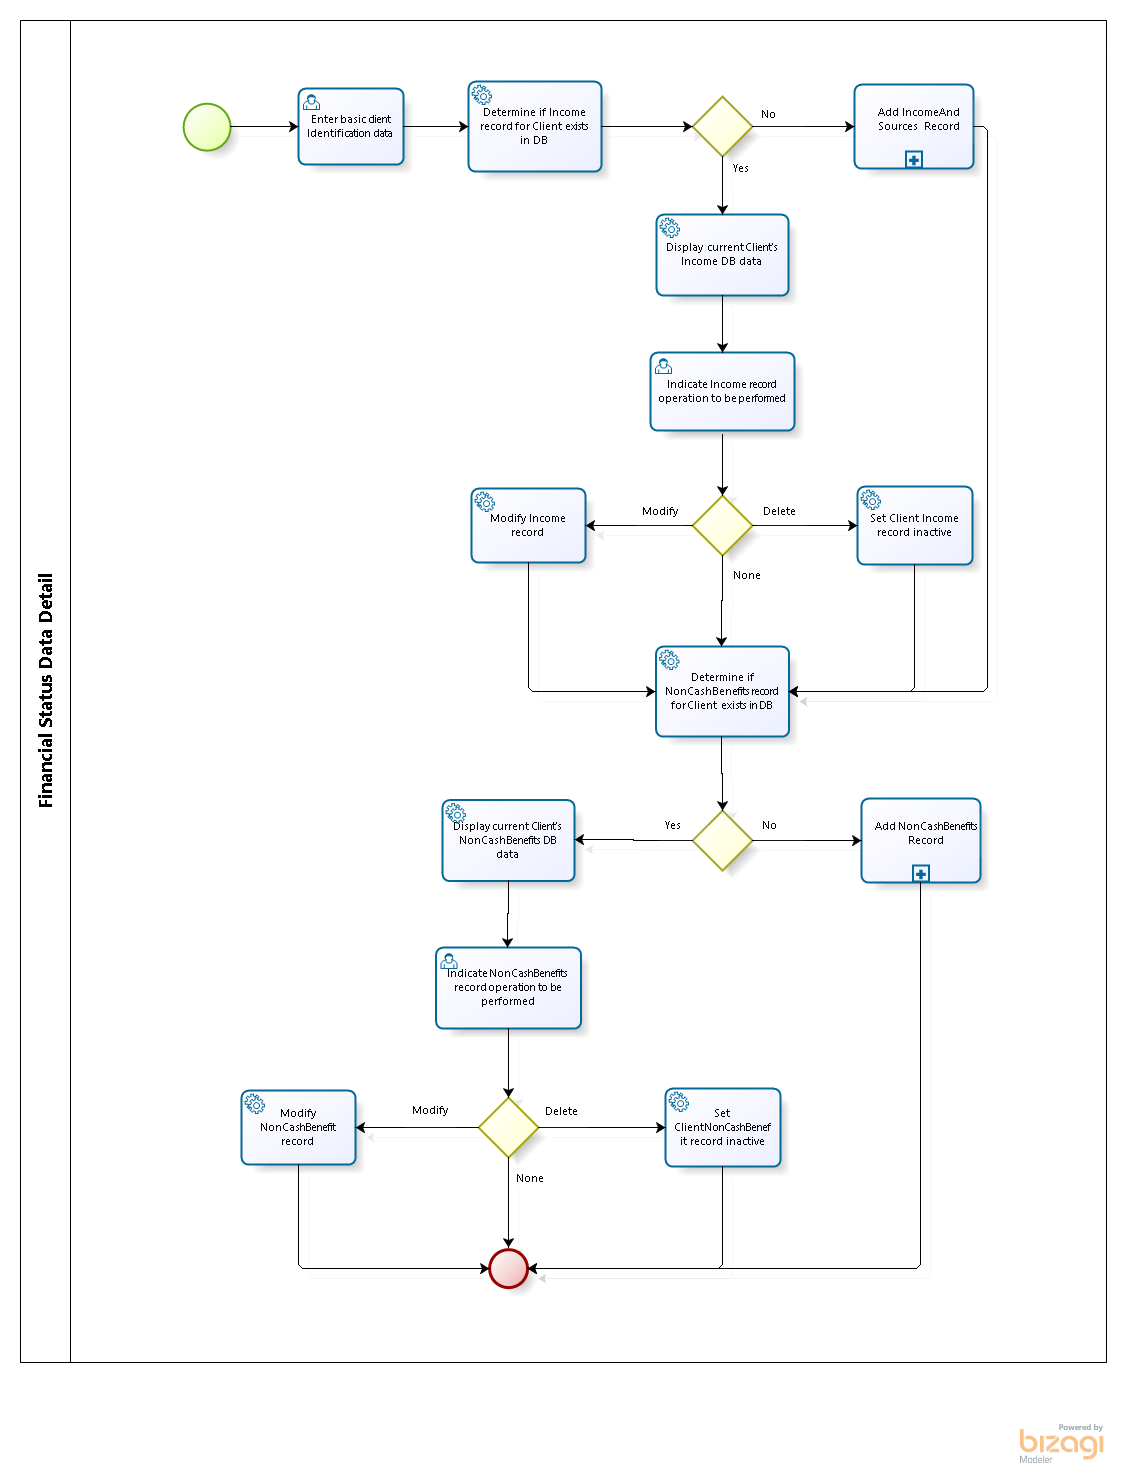 Financial Status Data Detail
Enter basic client
Identification data
Determine if Income
record for Client exists
in DB
No
Add IncomeAnd
Sources Record
Yes
Display current Client's
Income DB data
Indicate Income record
operation to be performed
Modify Income
record
Modify
Delete
Set Client Income
record inactive
None
Determine if
NonCashBenefits record
for Client exists in DB
Display current Client's
NonCashBenefits DB
data
Yes
No
Add NonCashBenefits
Record
Indicate NonCashBenefits
record operation to be
performed
Modify
NonCashBenefit
record
Modify
Delete
Set
ClientNonCashBenef
it record inactive
None
Powered by
bizagi
Modeler